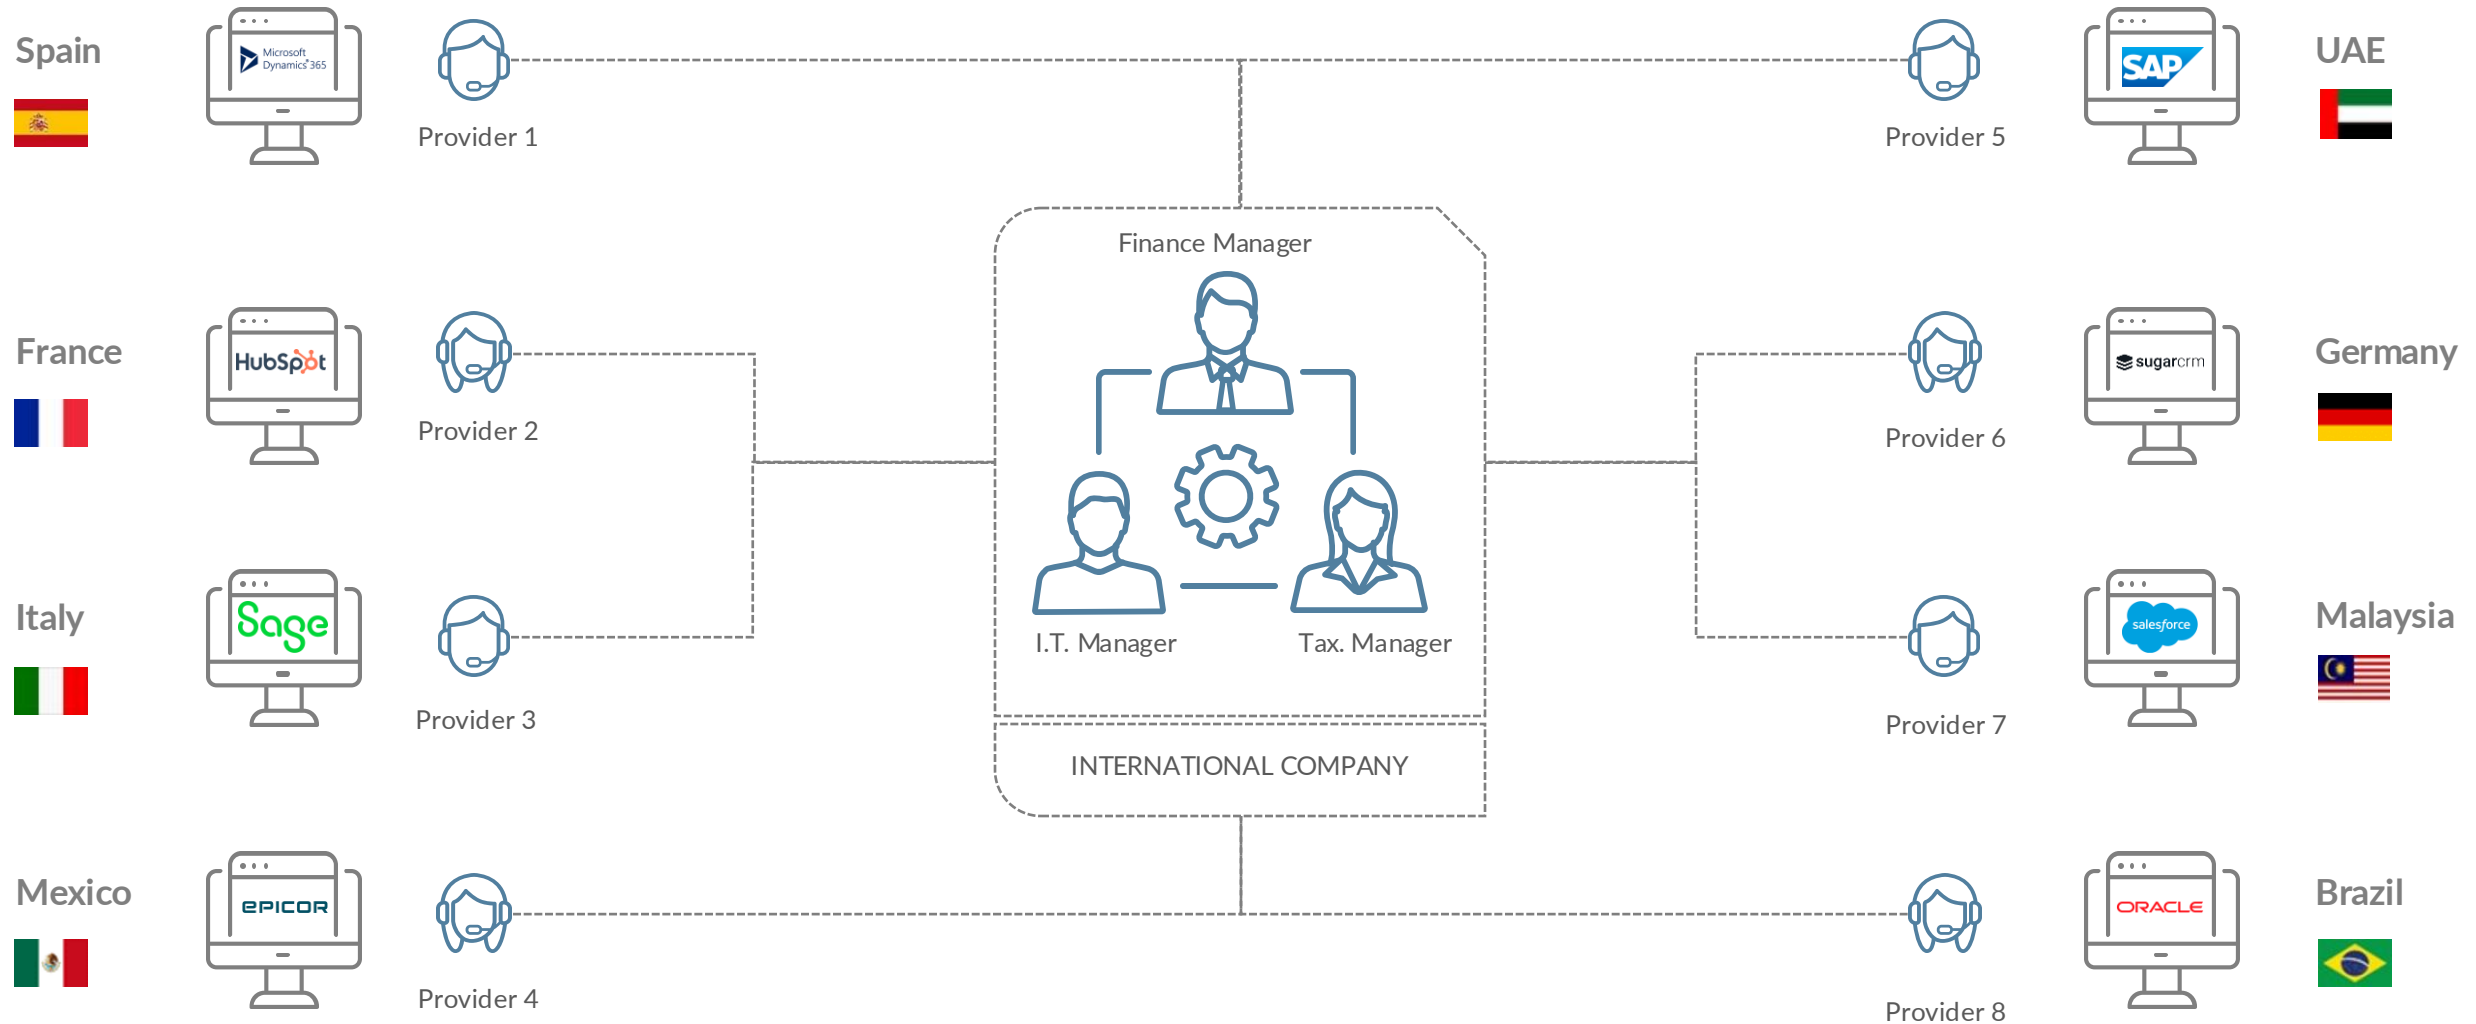 Spain
Microsoft
Dynamics 365
Provider 1
Provider 5
SAP
UAE
Finance Manager
France
HubSpot
Provider 2
Provider 6
sugarcrm
Germany
Italy
Sage
Provider 3
I.T. Manager
Tax. Manager
Provider 7
salesforce
Malaysia
INTERNATIONAL COMPANY
Mexico
EPICOR
Provider 4
Provider 8
ORACLE
Brazil